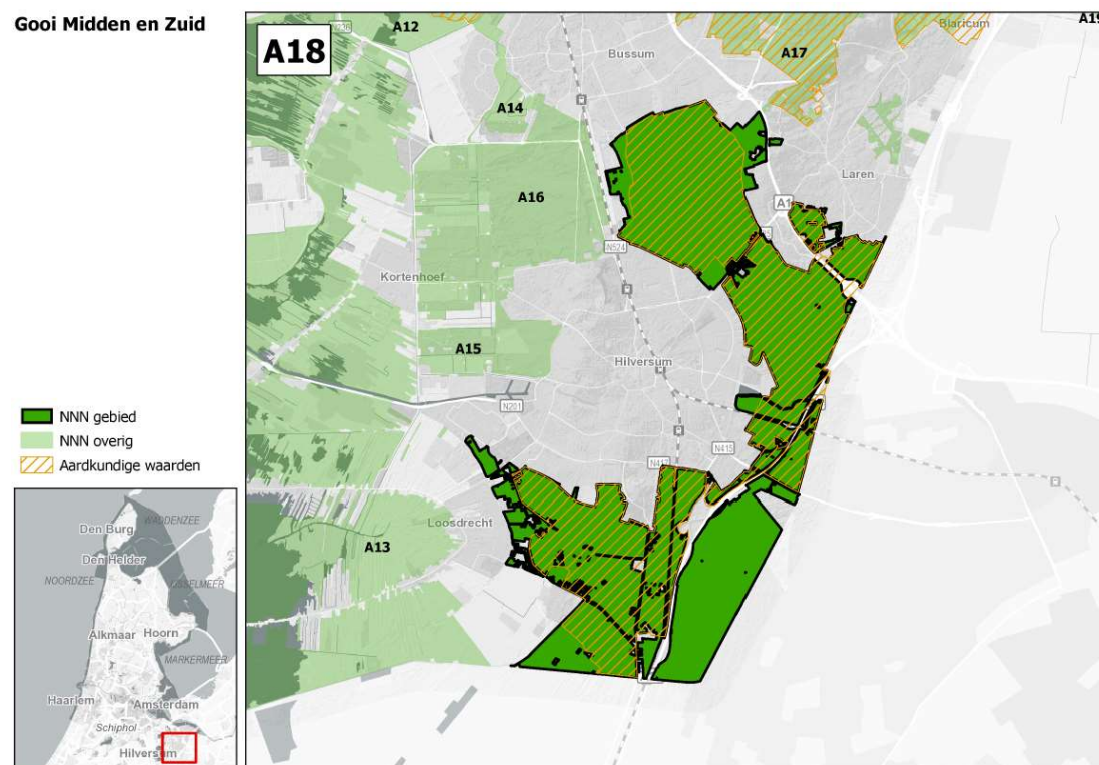 Gooi Midden en Zuid
A18
N236
A12
Bussum
Blaricum
A19
A17
A14
Laren
A16
A1
N524
Kortenhoef
A15
Hilversum
N201
N415
N417
Loosdrecht
A13
NNN gebied
NNN overig
Aardkundige waarden
Den Burg
WADDENZEE
Den Helder
NOORDZEE
IJSSELMEER
Alkmaar
Hoorn
MARKERMEER
Haarlem
Amsterdam
Schiphol
Hilversum